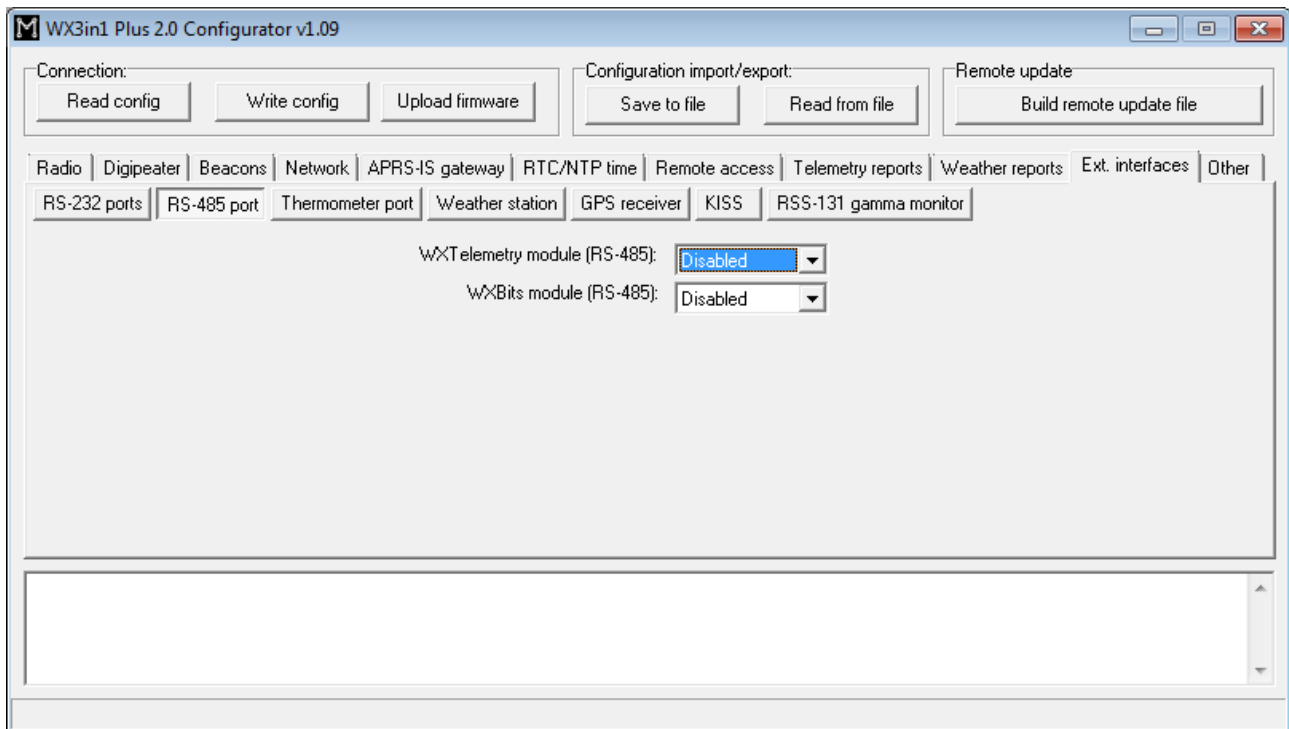 WX3in1 Plus 2.0 Configurator v1.09
Connection: Configuration import/export: Remote update
Read config Write config Upload firmware Save to file Read from file Build remote update file
Radio Digipeater Beacons Network APRS-IS gateway RTC/NTP time Remote access Telemetry reports Weather reports Ext. interfaces Other
RS-232 ports RS-485 port Thermometer port Weather station GPS receiver KISS RSS-131 gamma monitor
WXTelemetry module (RS-485): Disabled
WXBits module (RS-485): Disabled